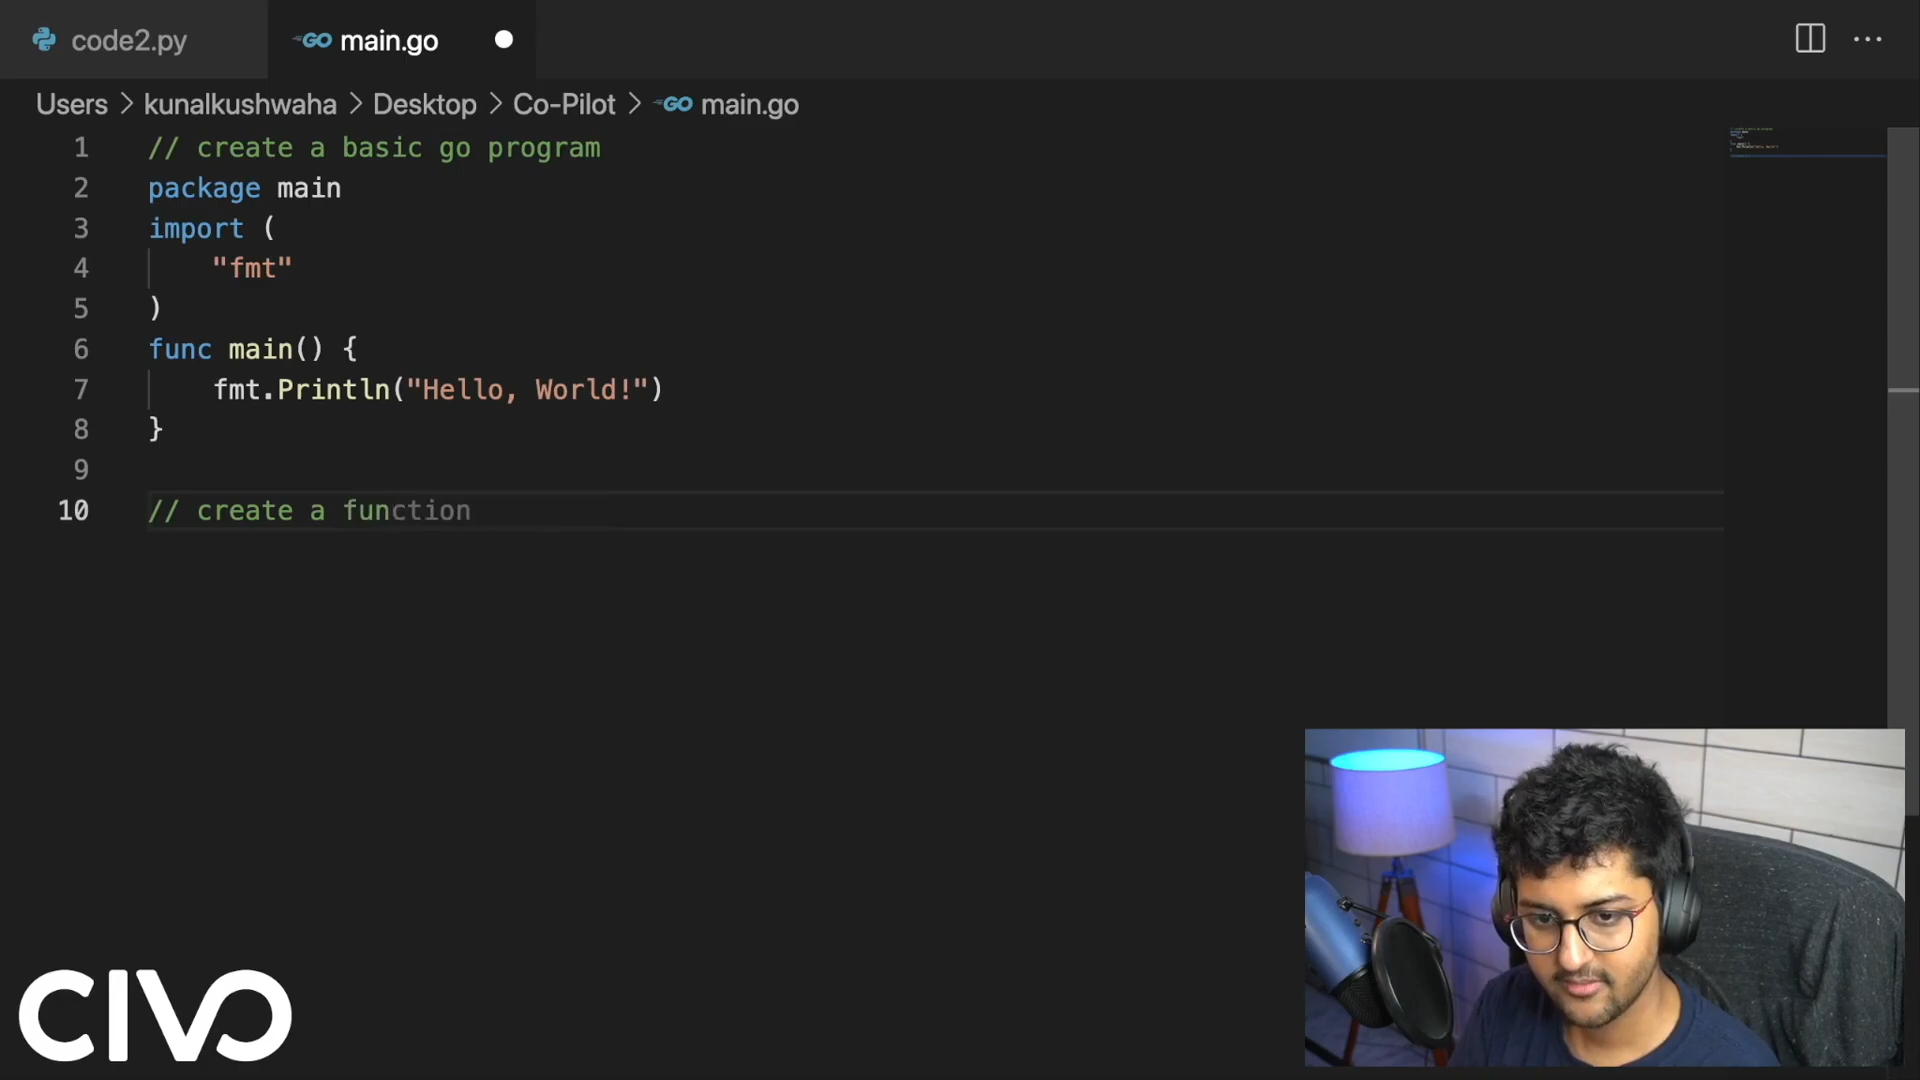 code2.py
GO main.go
Users > kunalkushwaha > Desktop > Co-Pilot > GO main.go
1 // create a basic go program
2 package main
3 import (
4 "fmt"
5 )
6 func main() {
7 fmt.Println("Hello, World!")
8 }
9
10 // create a function
CIVO